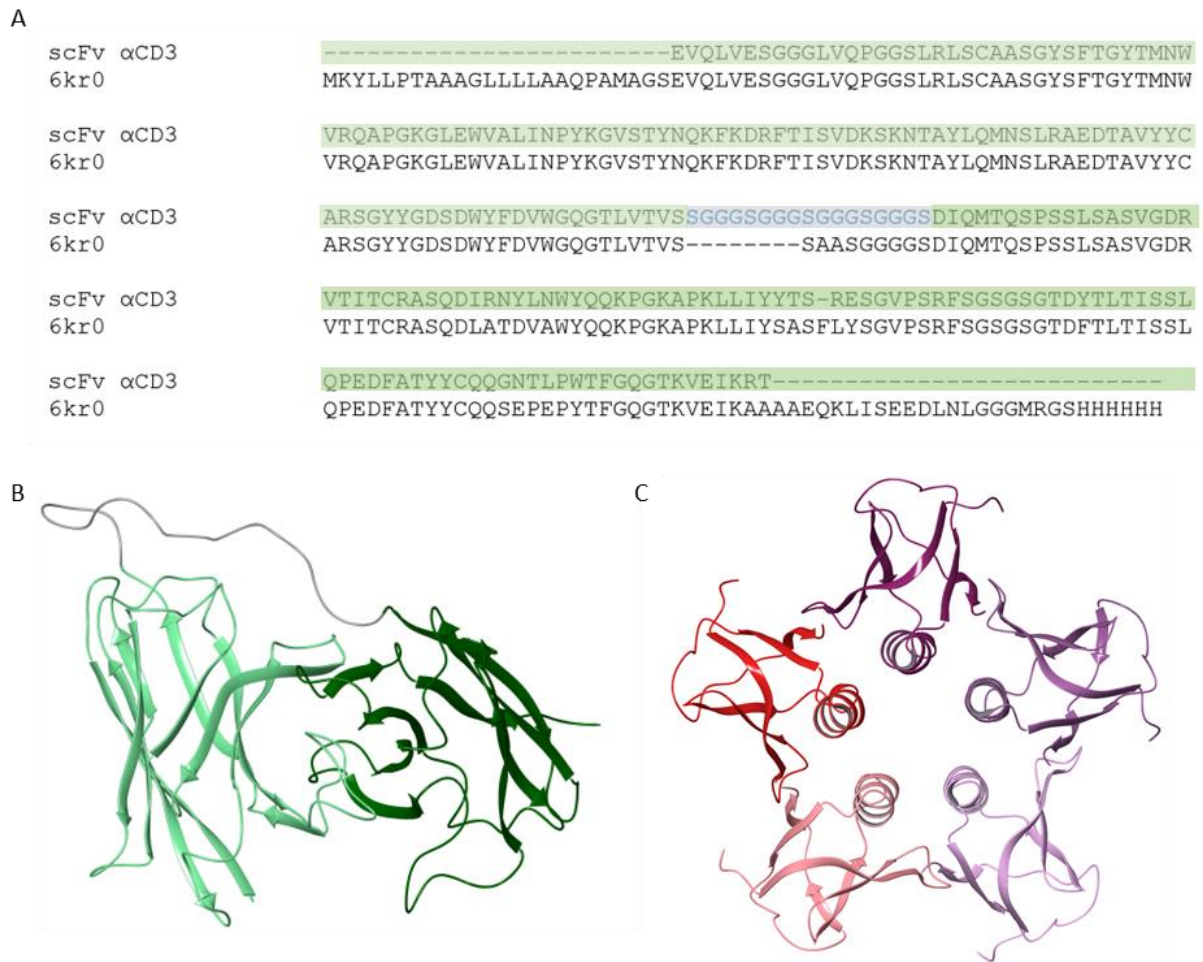 A
scFv αCD3 -------------------------EVQLVESGGGLVQPGGSLRLSCAASGYSFTGYTMNW
6kr0 MKYLLPTAAAGLLLLAAQPAMAGSEVQLVESGGGLVQPGGSLRLSCAASGYSFTGYTMNW
scFv αCD3 VRQAPGKGLEWVALINPYKGVSTYNQKFKDRFTISVDKSKNTAYLQMNSLRAEDTAVYYC
6kr0 VRQAPGKGLEWVALINPYKGVSTYNQKFKDRFTISVDKSKNTAYLQMNSLRAEDTAVYYC
scFv αCD3 ARSGYYGDSDWYFDVWGQGTLVTVSSGGGSGGGSGGGSGGGSDIQMTQSPSSLSASVGDR
6kr0 ARSGYYGDSDWYFDVWGQGTLVTVS--------SAASGGGGSDIQMTQSPSSLSASVGDR
scFv αCD3 VTITCRASQDIRNYLNWYQQKPGKAPKLLIYYTS-RESGVPSRFSGSGSGTDYTLTISSL
6kr0 VTITCRASQDLATDVAWYQQKPGKAPKLLIYSASFLYSGVPSRFSGSGSGTDFTLTISSL
scFv αCD3 QPEDFATYYCQQGNTLPWTFGQGTKVEIKRT---------------------------
6kr0 QPEDFATYYCQQSEPEPYTFGQGTKVEIKAAAAEQKLISEEDLNLGGGMRGSHHHHHH
B
C